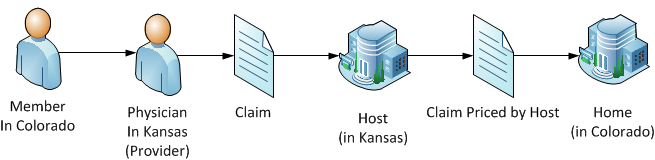 Member
In Colorado
Physician
In Kansas
(Provider)
Claim
Host
(in Kansas)
Claim Priced by Host
Home
(in Colorado)